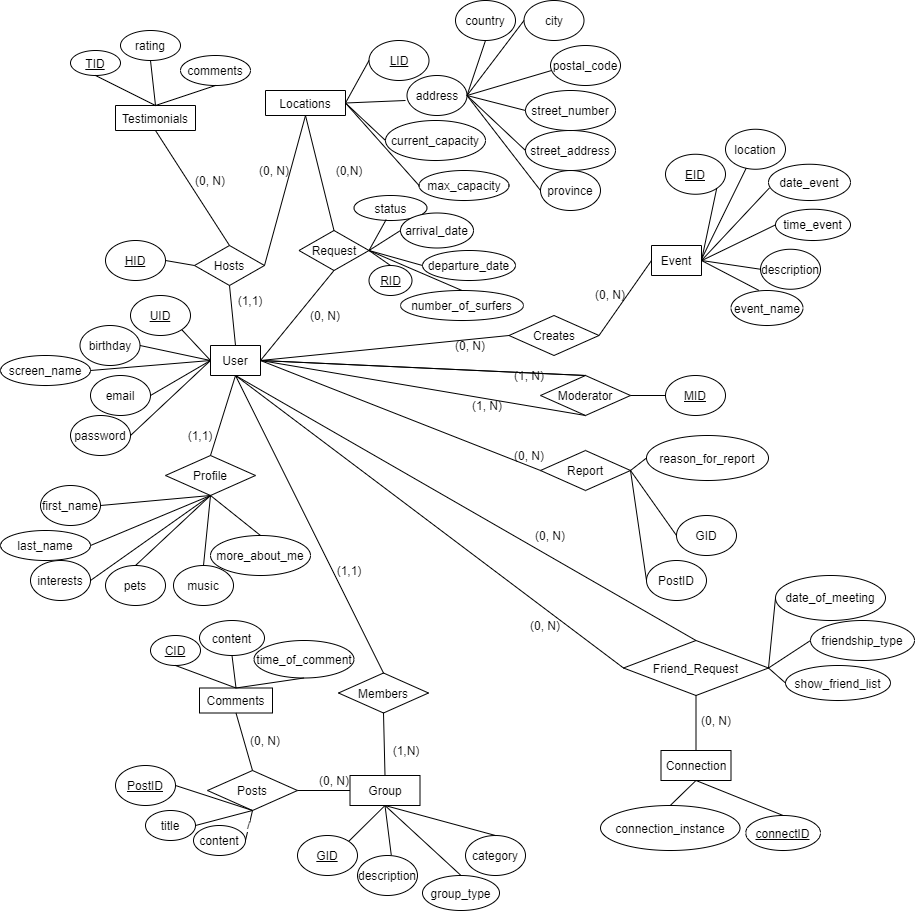 country
city
rating
TID
LID
postal_code
comments
address
Locations
street_number
Testimonials
current_capacity
street_address
location
(0, N)
(0,N)
EID
(0, N)
max_capacity
province
date_event
status
time_event
arrival_date
Request
HID
Hosts
departure_date
Event
description
RID
(1,1)
number_of_surfers
(0, N)
event_name
UID
(0, N)
Creates
birthday
(0, N)
User
screen_name
(1, N)
email
Moderator
MID
(1, N)
password
(1,1)
(0, N)
reason_for_report
Profile
Report
first_name
(0, N)
GID
last_name
more_about_me
(1,1)
interests
pets
music
PostID
date_of_meeting
(0, N)
content
friendship_type
CID
time_of_comment
Friend_Request
show_friend_list
Comments
Members
(0, N)
(0, N)
(1,N)
Connection
PostID
Posts
(0, N)
Group
title
connection_instance
connectID
content
GID
category
description
group_type